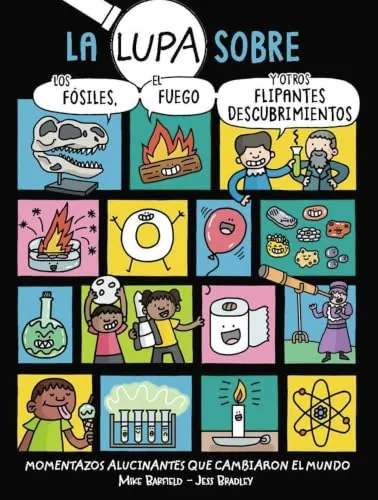 LA LUPA SOBRE
LOS FÓSILES,
EL FUEGO
Y OTROS FLIPANTES DESCUBRIMIENTOS
MOMENTAZOS ALUCINANTES QUE CAMBIARON EL MUNDO
MIKE BARFIELD – JESS BRADLEY